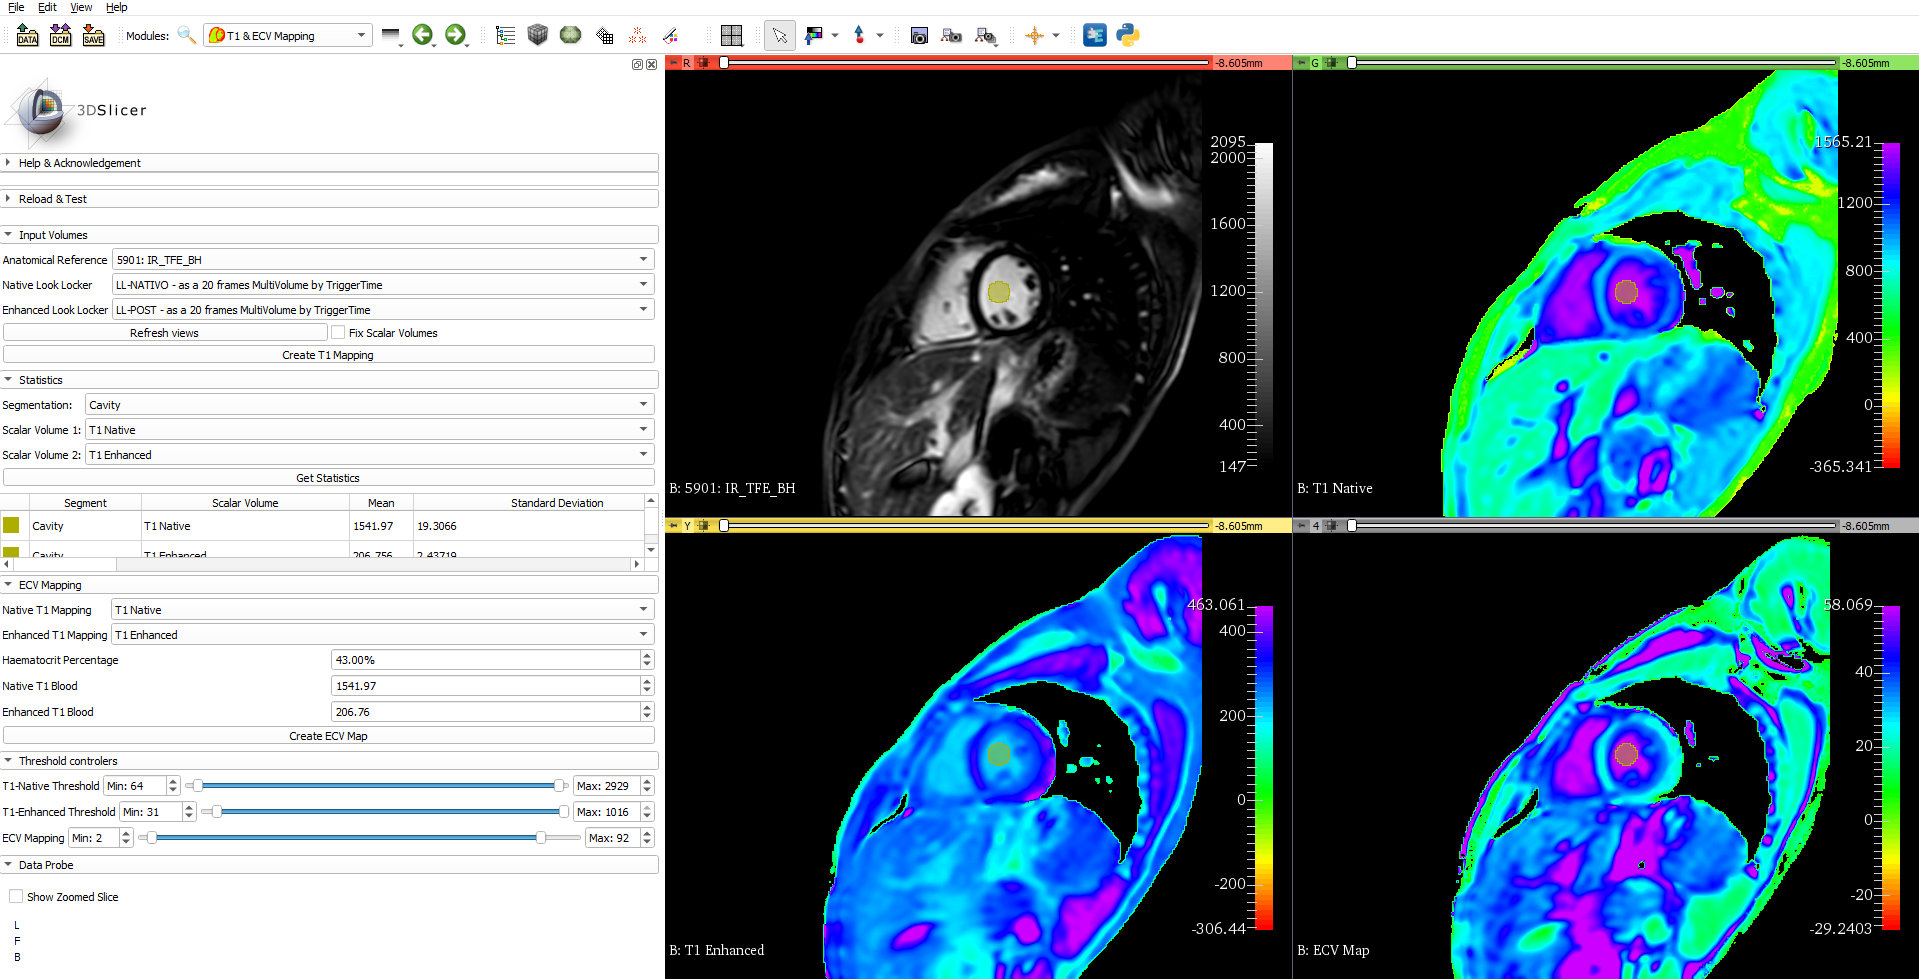 File Edit View Help
DATA DCM SAVE Modules: T1 & ECV Mapping
3DSlicer
Help & Acknowledgement
Reload & Test
Input Volumes
Anatomical Reference 5901: IR_TFE_BH
Native Look Locker LL-NATIVO - as a 20 frames MultiVolume by TriggerTime
Enhanced Look Locker LL-POST - as a 20 frames MultiVolume by TriggerTime
Refresh views Fix Scalar Volumes
Create T1 Mapping
Statistics
Segmentation: Cavity
Scalar Volume 1: T1 Native
Scalar Volume 2: T1 Enhanced
Get Statistics
Segment Scalar Volume Mean Standard Deviation
Cavity T1 Native 1541.97 19.3066
Cavity T1 Enhanced 206.756 2.43719
ECV Mapping
Native T1 Mapping T1 Native
Enhanced T1 Mapping T1 Enhanced
Haematocrit Percentage 43.00%
Native T1 Blood 1541.97
Enhanced T1 Blood 206.76
Create ECV Map
Threshold controlers
T1-Native Threshold Min: 64 Max: 2929
T1-Enhanced Threshold Min: 31 Max: 1016
ECV Mapping Min: 2 Max: 92
Data Probe
Show Zoomed Slice
L
F
B
R -8.605mm
2095
2000
1600
1200
800
400
147
B: 5901: IR_TFE_BH
G -8.605mm
1565.21
1200
800
400
0
-365.341
B: T1 Native
Y -8.605mm
463.061
400
200
0
-200
-306.44
B: T1 Enhanced
4 -8.605mm
58.069
40
20
0
-20
-29.2403
B: ECV Map